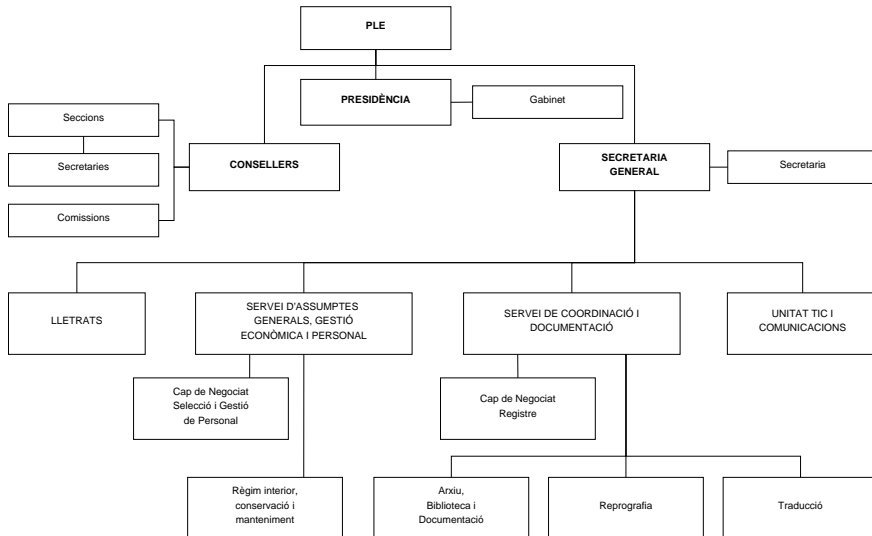 PLE
PRESIDÈNCIA
Gabinet
Seccions
Secretaries
Comissions
CONSELLERS
SECRETARIA
GENERAL
Secretaria
LLETRATS
SERVEI D'ASSUMPTES
GENERALS, GESTIÓ
ECONÒMICA I PERSONAL
SERVEI DE COORDINACIÓ I
DOCUMENTACIÓ
UNITAT TIC I
COMUNICACIONS
Cap de Negociat
Selecció i Gestió
de Personal
Cap de Negociat
Registre
Règim interior,
conservació i
manteniment
Arxiu,
Biblioteca i
Documentació
Reprografia
Traducció